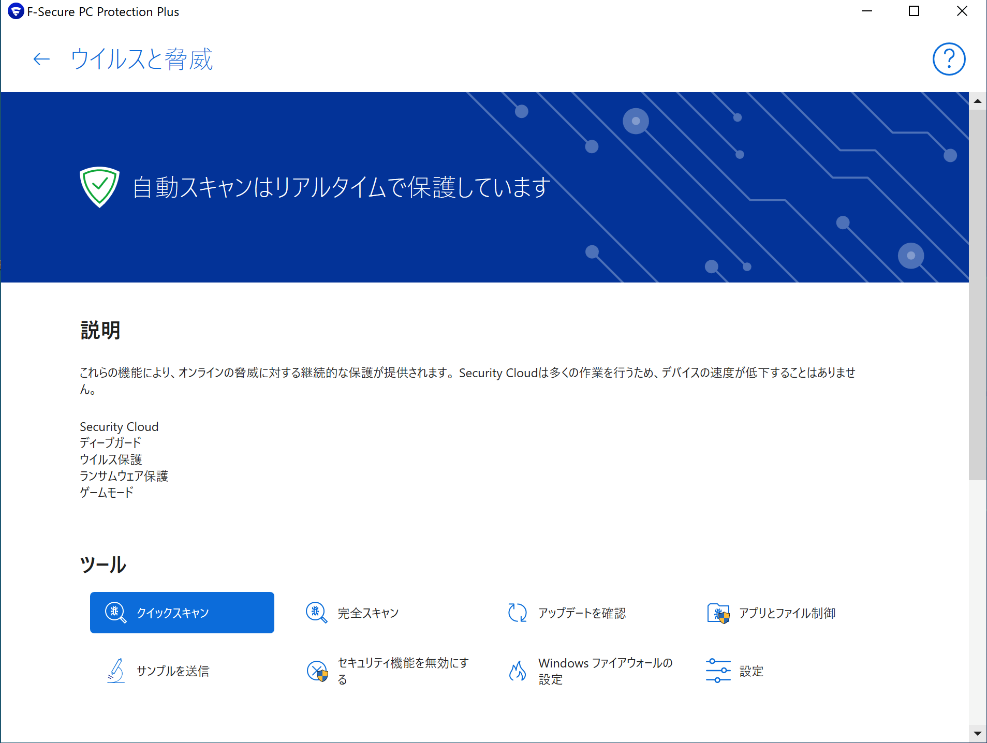 F-Secure PC Protection Plus
ウイルスと脅威
?
自動スキャンはリアルタイムで保護しています
説明
これらの機能により、オンラインの脅威に対する継続的な保護が提供されます。Security Cloudは多くの作業を行うため、デバイスの速度が低下することはありませ
ん。
Security Cloud
ディープガード
ウイルス保護
ランサムウェア保護
ゲームモード
ツール
クイックスキャン
完全スキャン
アップデートを確認
アプリとファイル制御
サンプルを送信
セキュリティ機能を無効にす
る
Windows ファイアウォールの
設定
設定